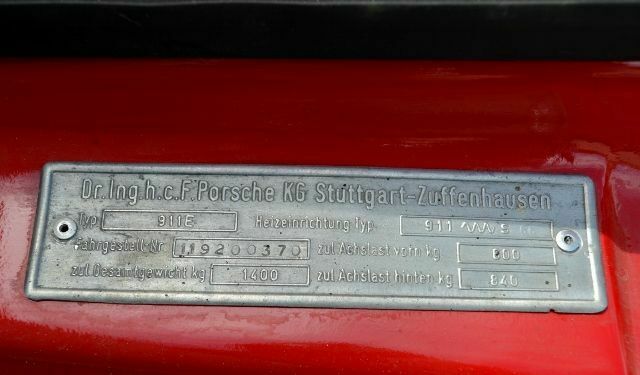 Dr. Ing h.c. F. Porsche KG Stuttgart-Zuffenhausen
Typ 911E Heizeinrichtung Typ. 911 S
Fahrgestell-Nr 119200370 zul Achslast vorn kg 800
zul. Gesamtgewicht kg 1400 zul Achslast hinten kg 840